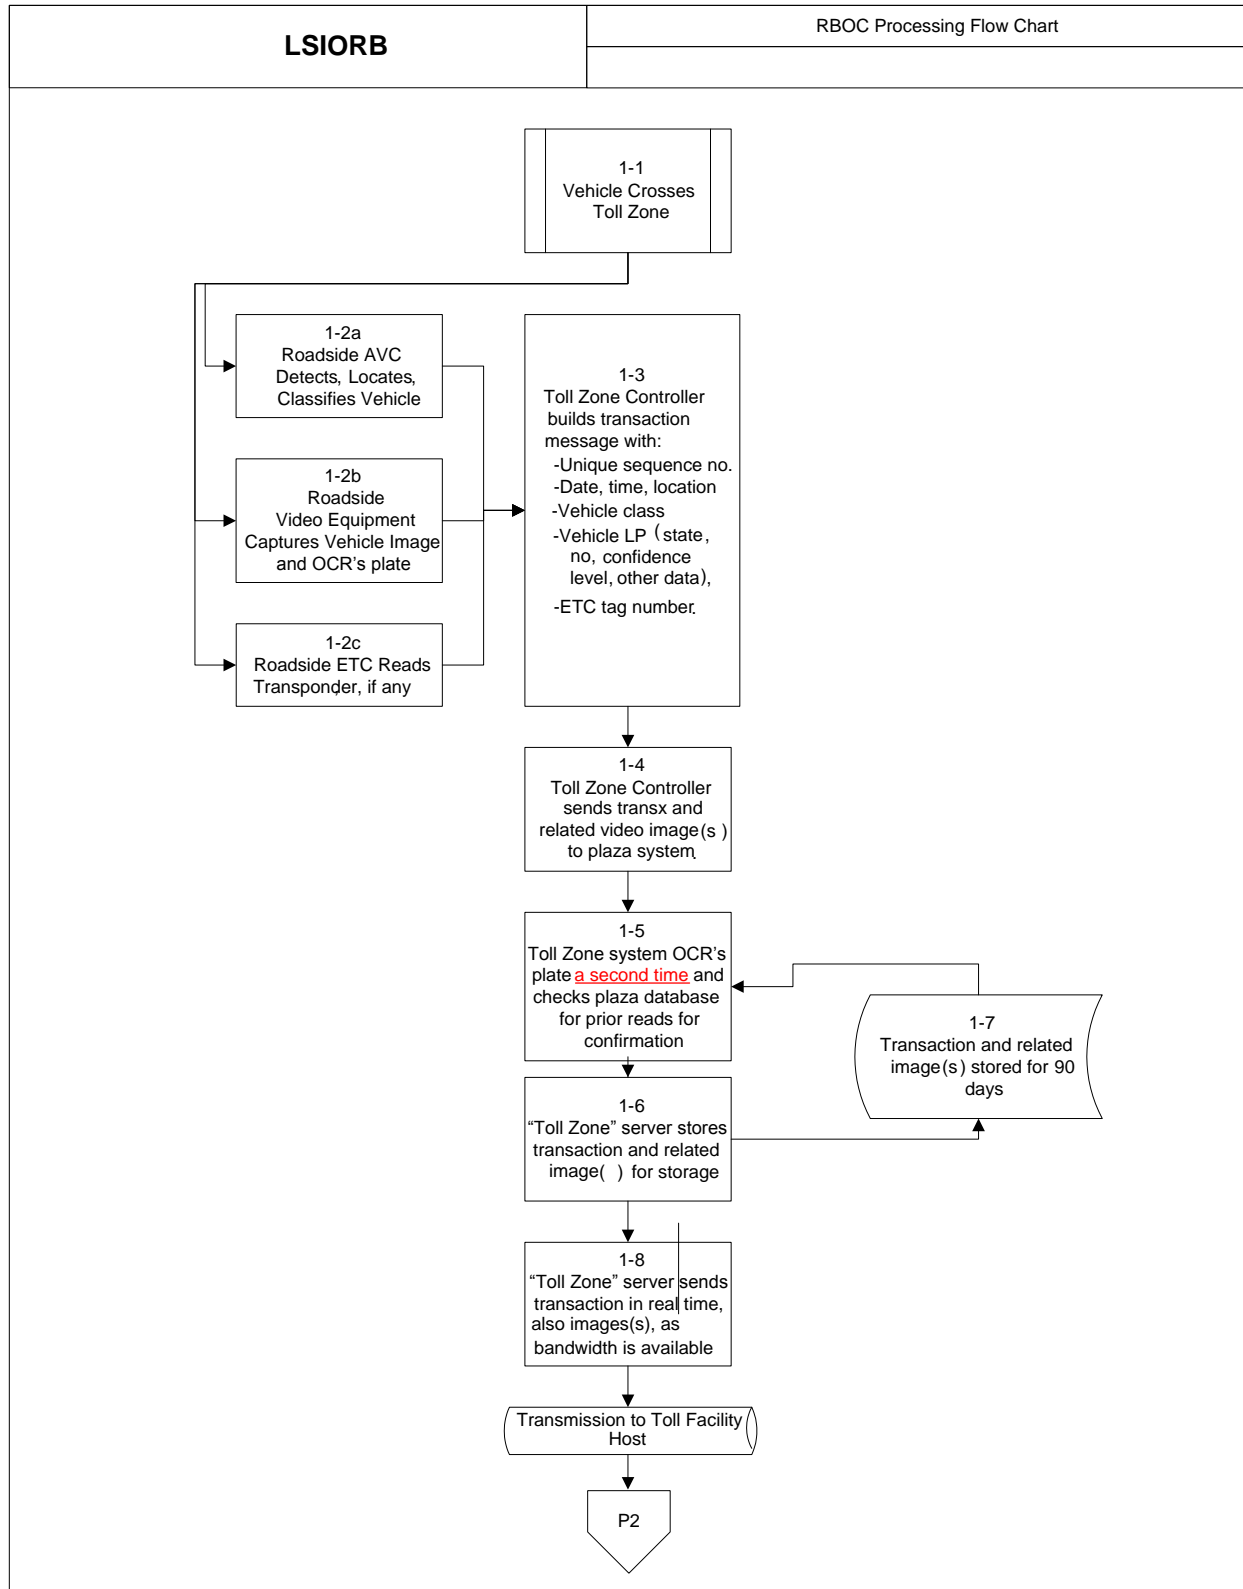 LSIORB
RBOC Processing Flow Chart
1-1
Vehicle Crosses
Toll Zone
1-2a
Roadside AVC
Detects, Locates,
Classifies Vehicle
1-2b
Roadside
Video Equipment
Captures Vehicle Image
and OCR's plate
1-2c
Roadside ETC Reads
Transponder, if any
1-3
Toll Zone Controller
builds transaction
message with:
-Unique sequence no.
-Date, time, location
-Vehicle class
-Vehicle LP (state,
no, confidence
level, other data),
-ETC tag number.
1-4
Toll Zone Controller
sends transx and
related video image(s )
to plaza system.
1-5
Toll Zone system OCR's
plate a second time and
checks plaza database
for prior reads for
confirmation
1-7
Transaction and related
image(s) stored for 90
days
1-6
“Toll Zone” server stores
transaction and related
image( ) for storage
1-8
“Toll Zone” server sends
transaction in real time,
also images(s), as
bandwidth is available
Transmission to Toll Facility
Host
P2